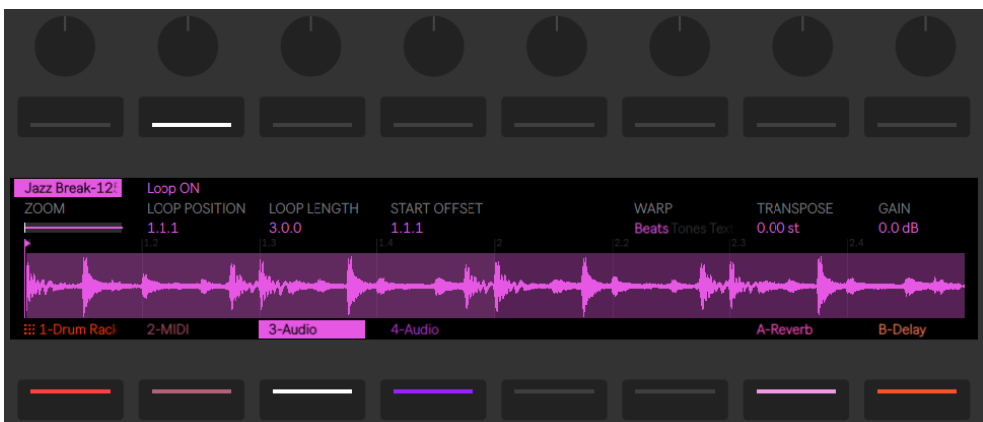 Jazz Break-125 Loop ON
ZOOM LOOP POSITION LOOP LENGTH START OFFSET WARP TRANSPOSE GAIN
1.1.1 3.0.0 1.1.1 Beats Tones Text 0.00 st 0.0 dB
1.2 1.3 1.4 2 2.2 2.3 2.4
1-Drum Rack 2-MIDI 3-Audio 4-Audio A-Reverb B-Delay